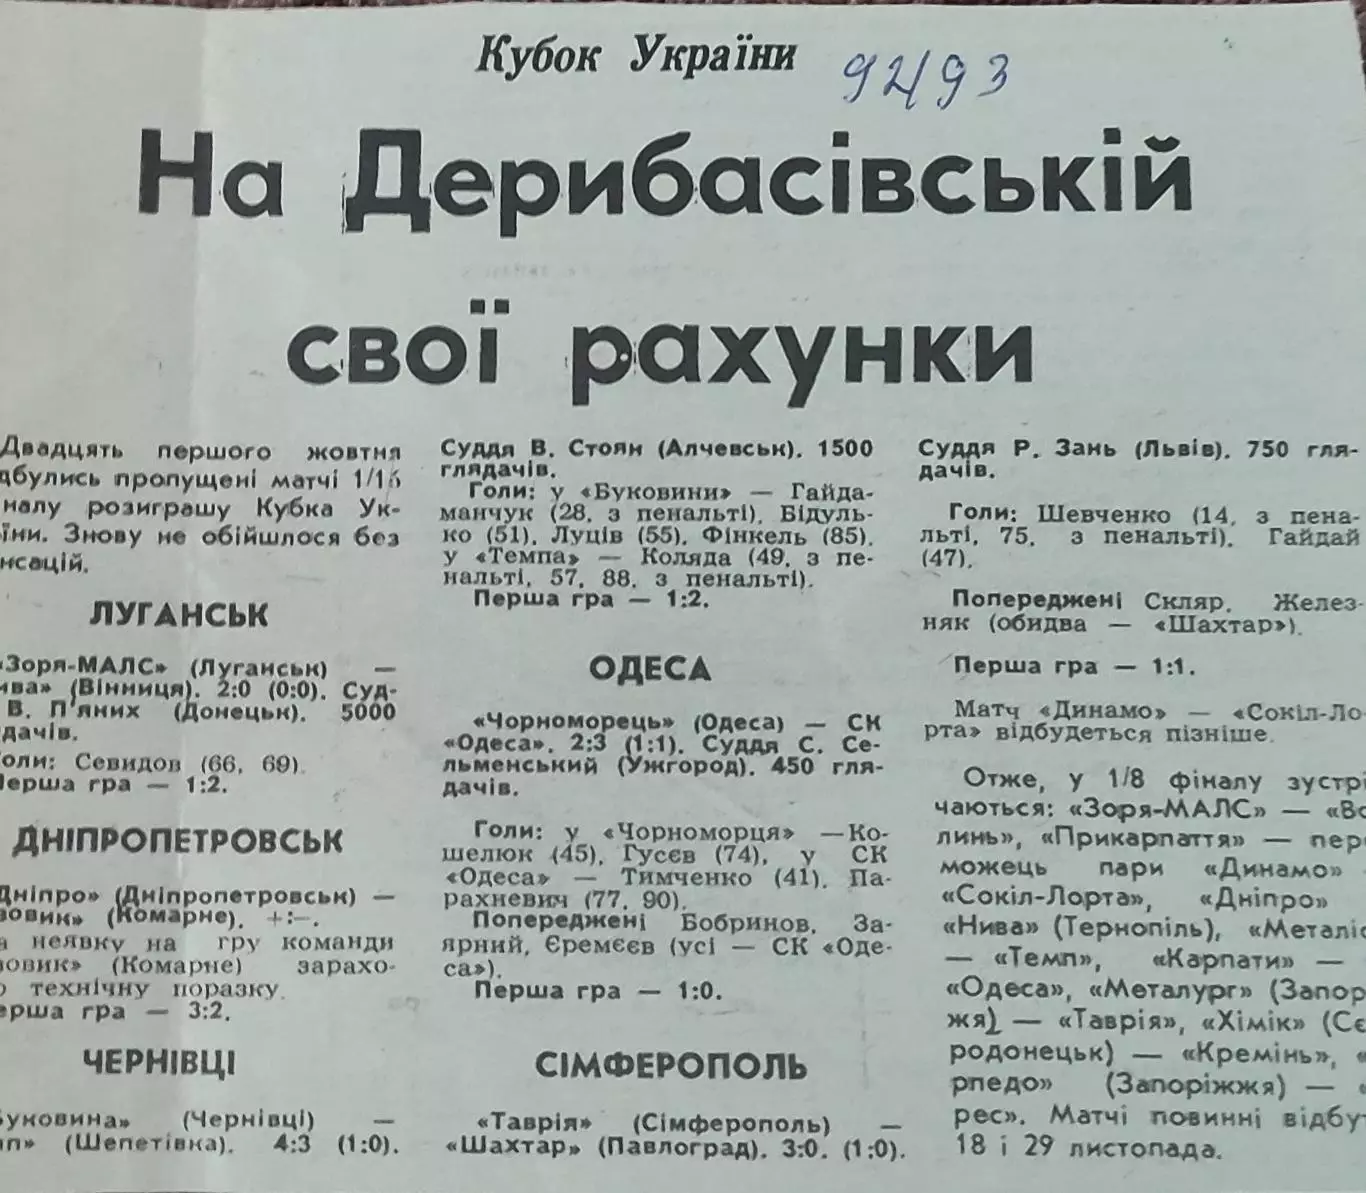 Кубок України 92/93
На Дерибасівській
свої рахунки
Двадцять першого жовтня
дбулись пропущені матчі 1/16
налу розиграшу Кубка Ук-
їни. Знову не обійшлося без
нсацій.
ЛУГАНСЬК
«Зоря-МАЛС» (Луганськ) —
ива» (Вінниця). 2:0 (0:0). Суд-
В. П'яних (Донецьк). 5000
дачів.
Голи: Севидов (66, 69).
Перша гра — 1:2.
ДНІПРОПЕТРОВСЬК
Дніпро» (Дніпропетровськ) —
зовик» (Комарне). +:—.
а неявку на гру команди
зовик» (Комарне) зарахо-
о технічну поразку.
ерша гра — 3:2.
ЧЕРНІВЦІ
Буковина» (Чернівці) —
мп» (Шепетівка). 4:3 (1:0).
Суддя В. Стоян (Алчевськ). 1500
глядачів.
Голи: у «Буковини» — Гайда-
манчук (28, з пенальті), Бідуль-
ко (51), Луців (55), Фінкель (85).
у «Темпа» — Коляда (49, з пе-
нальті, 57, 88, з пенальті).
Перша гра — 1:2.
ОДЕСА
«Чорноморець» (Одеса) — СК
«Одеса». 2:3 (1:1). Суддя С. Се-
льменський (Ужгород). 450 гля-
дачів.
Голи: у «Чорноморця» —Ко-
шелюк (45), Гусєв (74), у СК
«Одеса» — Тимченко (41). Па-
рахневич (77, 90).
Попереджені Бобринов, За-
ярний, Єремєєв (усі — СК «Оде-
са»).
Перша гра — 1:0.
СІМФЕРОПОЛЬ
«Таврія» (Сімферополь) —
«Шахтар» (Павлоград). 3:0. (1:0).
Суддя Р. Зань (Львів). 750 гля-
дачів.
Голи: Шевченко (14, з пена-
льті, 75, з пенальті). Гайдай
(47).
Попереджені Скляр, Желез-
няк (обидва — «Шахтар»).
Перша гра — 1:1.
Матч «Динамо» — «Сокіл-Ло-
рта» відбудеться пізніше.
Отже, у 1/8 фіналу зустрі
чаються: «Зоря-МАЛС» — «Во
линь», «Прикарпаття» — пере
можець пари «Динамо»
«Сокіл-Лорта», «Дніпро»
«Нива» (Тернопіль), «Металіс
— «Темп», «Карпати» —
«Одеса», «Металург» (Запор
жя) — «Таврія», «Хімік» (Сє
родонецьк) — «Кремінь», «
рпедо» (Запоріжжя) — «
рес». Матчі повинні відбу
18 і 29 листопада.